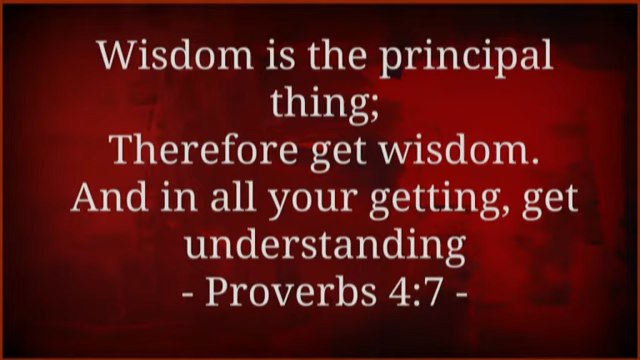 Wisdom is the principal
thing;
Therefore get wisdom.
And in all your getting, get
understanding
- Proverbs 4:7 -